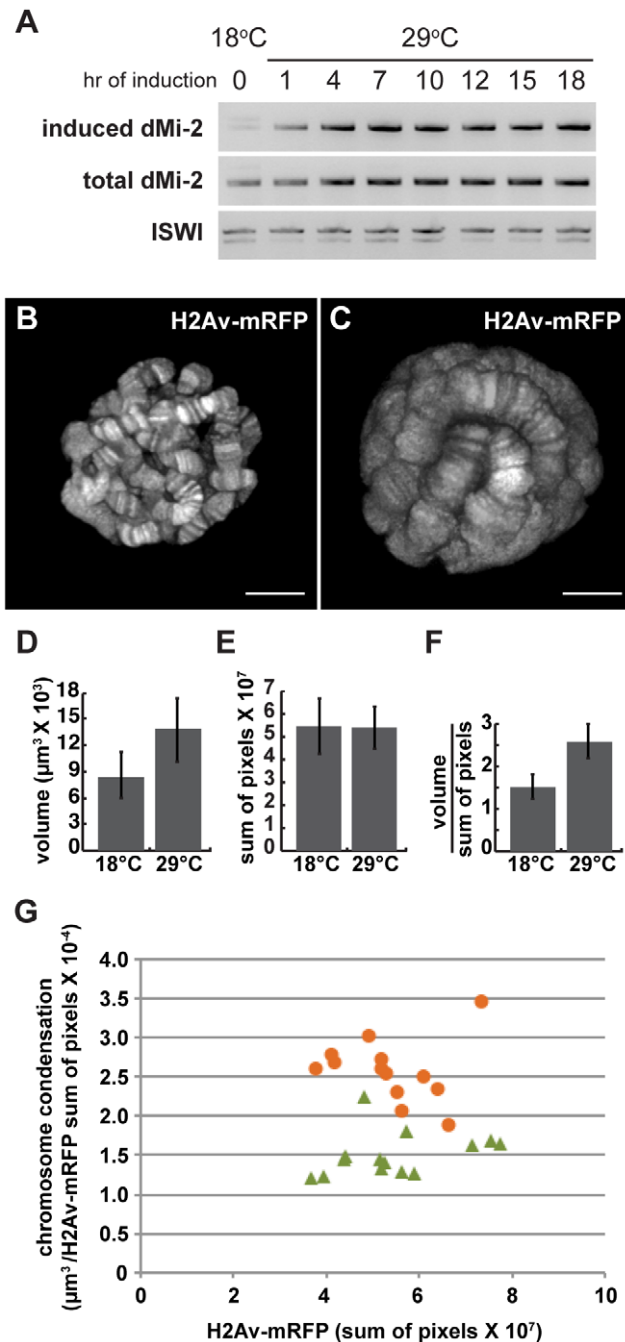 A
18°C 29°C
hr of induction 0 1 4 7 10 12 15 18
induced dMi-2
total dMi-2
ISWI
B H2Av-mRFP
C H2Av-mRFP
D
volume (µm³ X 10³)
18
15
12
9
6
3
0
18°C 29°C
E
sum of pixels X 10⁷
7
6
5
4
3
2
1
0
18°C 29°C
F
volume
sum of pixels
3
2
1
0
18°C 29°C
G
chromosome condensation
(µm³/H2Av-mRFP sum of pixels X 10⁻⁴)
4.0
3.5
3.0
2.5
2.0
1.5
1.0
0.5
0
0 2 4 6 8 10
H2Av-mRFP (sum of pixels X 10⁷)